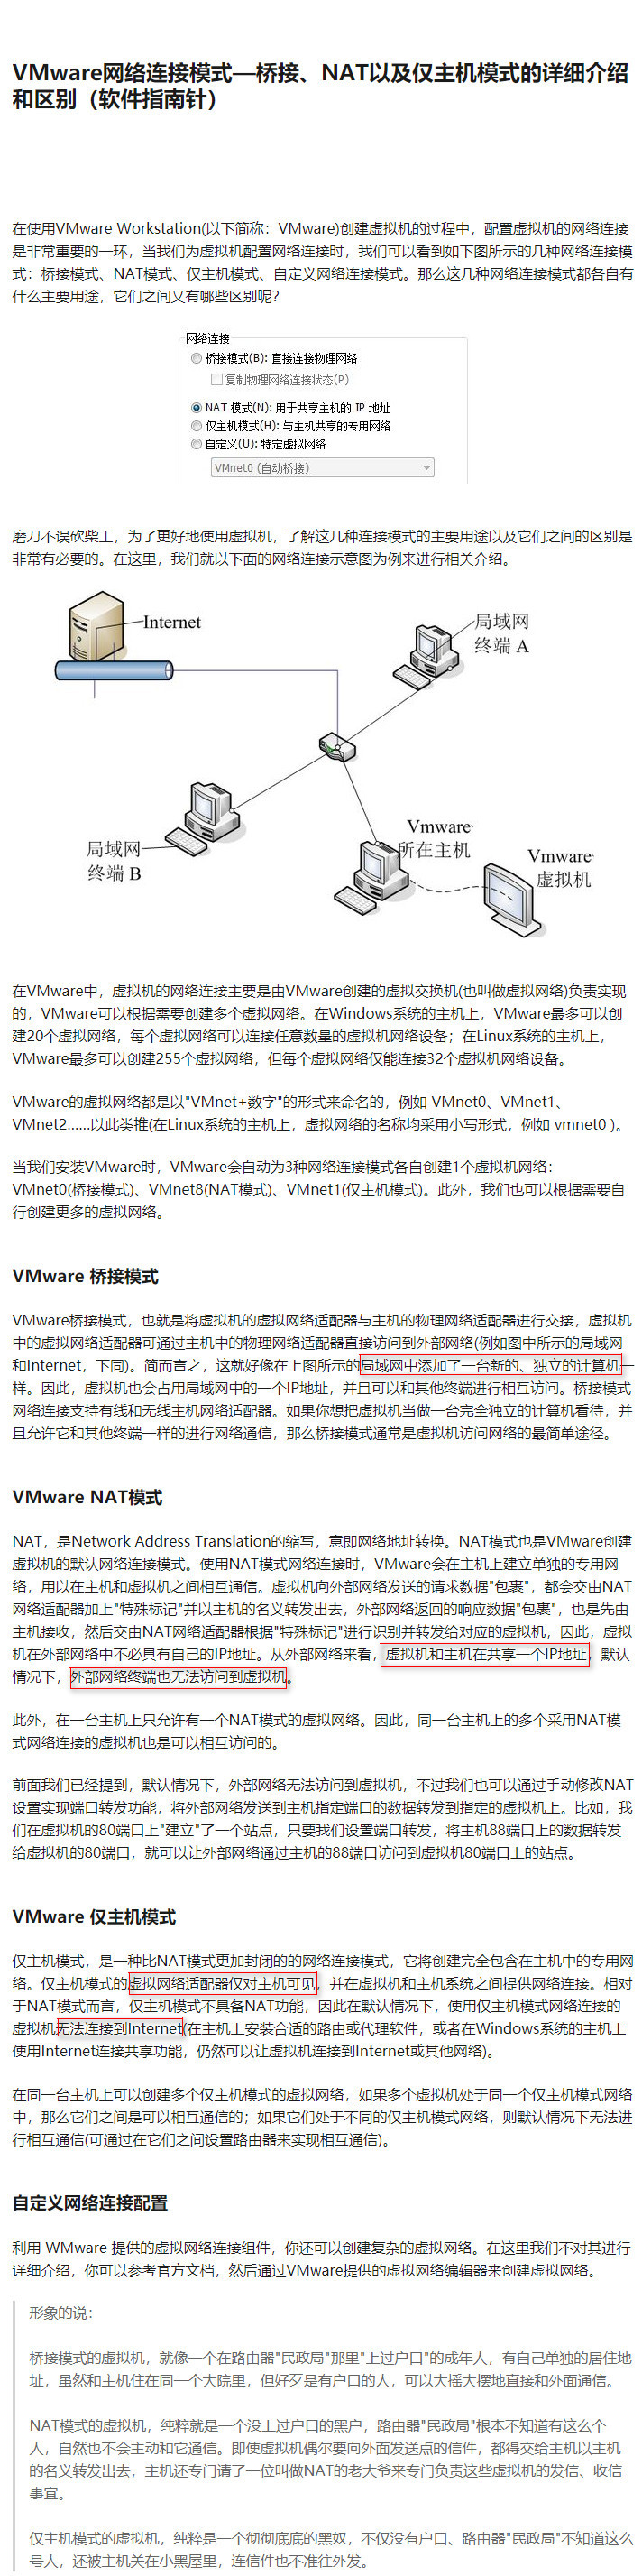 VMware网络连接模式—桥接、NAT以及仅主机模式的详细介绍
和区别（软件指南针）
在使用VMware Workstation(以下简称：VMware)创建虚拟机的过程中，配置虚拟机的网络连接
是非常重要的一环，当我们为虚拟机配置网络连接时，我们可以看到如下图所示的几种网络连接模
式：桥接模式、NAT模式、仅主机模式、自定义网络连接模式。那么这几种网络连接模式都各自有
什么主要用途，它们之间又有哪些区别呢？
网络连接
桥接模式(B): 直接连接物理网络
复制物理网络连接状态(P)
NAT 模式(N): 用于共享主机的 IP 地址
仅主机模式(H): 与主机共享的专用网络
自定义(U): 特定虚拟网络
VMnet0 (自动桥接)
磨刀不误砍柴工，为了更好地使用虚拟机，了解这几种连接模式的主要用途以及它们之间的区别是
非常有必要的。在这里，我们就以下面的网络连接示意图为例来进行相关介绍。
Internet
局域网
终端 A
局域网
终端 B
Vmware
所在主机
Vmware
虚拟机
在VMware中，虚拟机的网络连接主要是由VMware创建的虚拟交换机(也叫做虚拟网络)负责实现
的，VMware可以根据需要创建多个虚拟网络。在Windows系统的主机上，VMware最多可以创
建20个虚拟网络，每个虚拟网络可以连接任意数量的虚拟机网络设备；在Linux系统的主机上，
VMware最多可以创建255个虚拟网络，但每个虚拟网络仅能连接32个虚拟机网络设备。
VMware的虚拟网络都是以"VMnet+数字"的形式来命名的，例如 VMnet0、VMnet1、
VMnet2......以此类推(在Linux系统的主机上，虚拟网络的名称均采用小写形式，例如 vmnet0 )。
当我们安装VMware时，VMware会自动为3种网络连接模式各自创建1个虚拟机网络：
VMnet0(桥接模式)、VMnet8(NAT模式)、VMnet1(仅主机模式)。此外，我们也可以根据需要自
行创建更多的虚拟网络。
VMware 桥接模式
VMware桥接模式，也就是将虚拟机的虚拟网络适配器与主机的物理网络适配器进行交接，虚拟机
中的虚拟网络适配器可通过主机中的物理网络适配器直接访问到外部网络(例如图中所示的局域网
和Internet，下同)。简而言之，这就好像在上图所示的局域网中添加了一台新的、独立的计算机一
样。因此，虚拟机也会占用局域网中的一个IP地址，并且可以和其他终端进行相互访问。桥接模式
网络连接支持有线和无线主机网络适配器。如果你想把虚拟机当做一台完全独立的计算机看待，并
且允许它和其他终端一样的进行网络通信，那么桥接模式通常是虚拟机访问网络的最简单途径。
VMware NAT模式
NAT，是Network Address Translation的缩写，意即网络地址转换。NAT模式也是VMware创建
虚拟机的默认网络连接模式。使用NAT模式网络连接时，VMware会在主机上建立单独的专用网
络，用以在主机和虚拟机之间相互通信。虚拟机向外部网络发送的请求数据"包裹"，都会交由NAT
网络适配器加上"特殊标记"并以主机的名义转发出去，外部网络返回的响应数据"包裹"，也是先由
主机接收，然后交由NAT网络适配器根据"特殊标记"进行识别并转发给对应的虚拟机，因此，虚拟
机在外部网络中不必具有自己的IP地址。从外部网络来看，虚拟机和主机在共享一个IP地址，默认
情况下，外部网络终端也无法访问到虚拟机。
此外，在一台主机上只允许有一个NAT模式的虚拟网络。因此，同一台主机上的多个采用NAT模
式网络连接的虚拟机也是可以相互访问的。
前面我们已经提到，默认情况下，外部网络无法访问到虚拟机，不过我们也可以通过手动修改NAT
设置实现端口转发功能，将外部网络发送到主机指定端口的数据转发到指定的虚拟机上。比如，我
们在虚拟机的80端口上"建立"了一个站点，只要我们设置端口转发，将主机88端口上的数据转发
给虚拟机的80端口，就可以让外部网络通过主机的88端口访问到虚拟机80端口上的站点。
VMware 仅主机模式
仅主机模式，是一种比NAT模式更加封闭的的网络连接模式，它将创建完全包含在主机中的专用网
络。仅主机模式的虚拟网络适配器仅对主机可见，并在虚拟机和主机系统之间提供网络连接。相对
于NAT模式而言，仅主机模式不具备NAT功能，因此在默认情况下，使用仅主机模式网络连接的
虚拟机无法连接到Internet(在主机上安装合适的路由或代理软件，或者在Windows系统的主机上
使用Internet连接共享功能，仍然可以让虚拟机连接到Internet或其他网络)。
在同一台主机上可以创建多个仅主机模式的虚拟网络，如果多个虚拟机处于同一个仅主机模式网络
中，那么它们之间是可以相互通信的；如果它们处于不同的仅主机模式网络，则默认情况下无法进
行相互通信(可通过在它们之间设置路由器来实现相互通信)。
自定义网络连接配置
利用 WMware 提供的虚拟网络连接组件，你还可以创建复杂的虚拟网络。在这里我们不对其进行
详细介绍，你可以参考官方文档，然后通过VMware提供的虚拟网络编辑器来创建虚拟网络。
形象的说：
桥接模式的虚拟机，就像一个在路由器"民政局"那里"上过户口"的成年人，有自己单独的居住地
址，虽然和主机住在同一个大院里，但好歹是有户口的人，可以大摇大摆地直接和外面通信。
NAT模式的虚拟机，纯粹就是一个没上过户口的黑户，路由器"民政局"根本不知道有这么个
人，自然也不会主动和它通信。即使虚拟机偶尔要向外面发送点的信件，都得交给主机以主机
的名义转发出去，主机还专门请了一位叫做NAT的老大爷来专门负责这些虚拟机的发信、收信
事宜。
仅主机模式的虚拟机，纯粹是一个彻彻底底的黑奴，不仅没有户口、路由器"民政局"不知道这么
号人，还被主机关在小黑屋里，连信件也不准往外发。